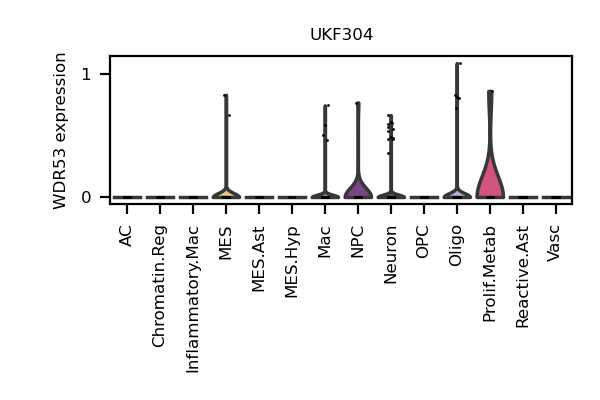 UKF304
WDR53 expression
1
0
AC
Chromatin.Reg
Inflammatory.Mac
MES
MES.Ast
MES.Hyp
Mac
NPC
Neuron
OPC
Oligo
Prolif.Metab
Reactive.Ast
Vasc